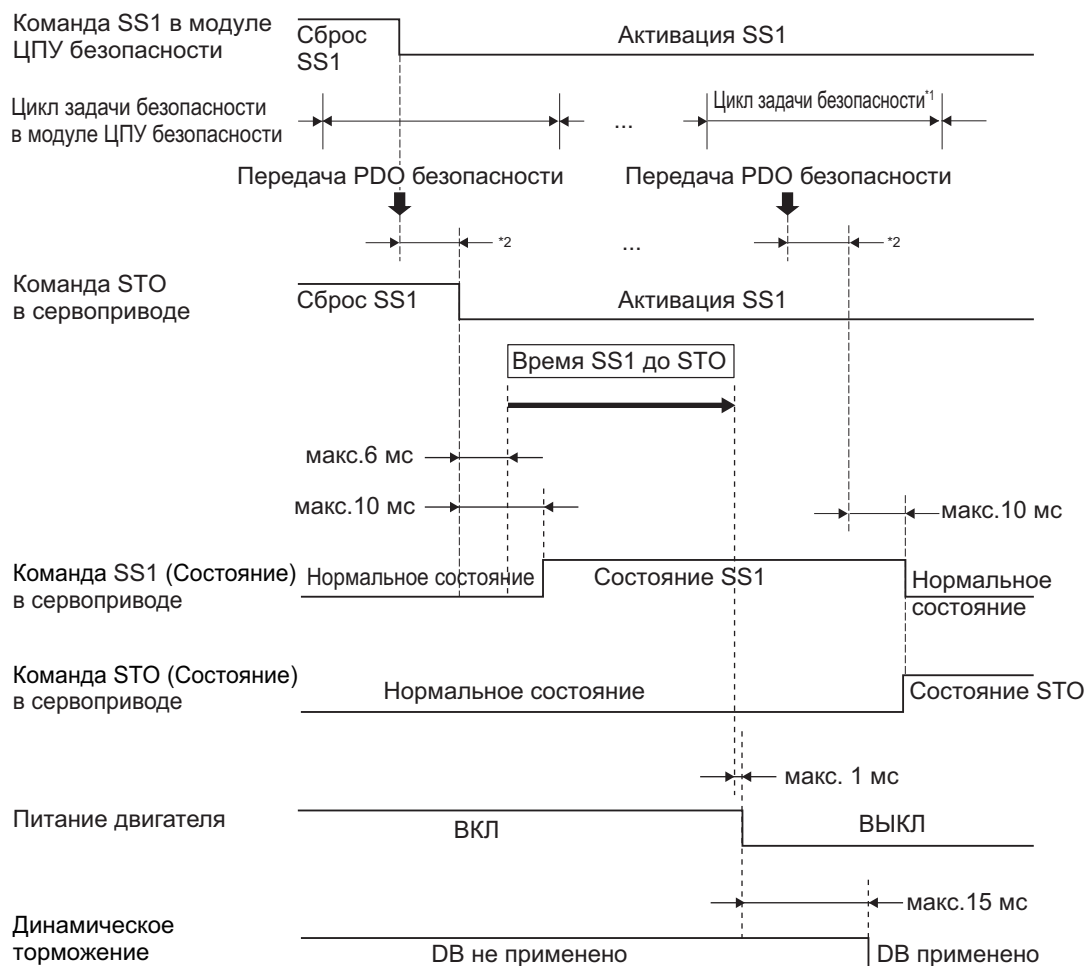 Команда SS1 в модуле
ЦПУ безопасности
Сброс
SS1
Активация SS1
Цикл задачи безопасности
в модуле ЦПУ безопасности
...
Цикл задачи безопасности*1
Передача PDO безопасности
Передача PDO безопасности
*2
...
*2
Команда STO
в сервоприводе
Сброс SS1
Активация SS1
Время SS1 до STO
макс.6 мс
макс.10 мс
макс.10 мс
Команда SS1 (Состояние)
в сервоприводе
Нормальное состояние
Состояние SS1
Нормальное
состояние
Команда STO (Состояние)
в сервоприводе
Нормальное состояние
Состояние STO
макс. 1 мс
Питание двигателя
ВКЛ
ВЫКЛ
макс.15 мс
Динамическое
торможение
DB не применено
DB применено